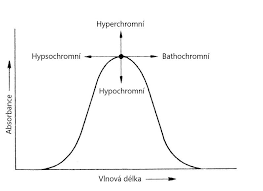 Hyperchromní
Hypsochromní
Bathochromní
Hypochromní
Absorbance
Vlnová délka